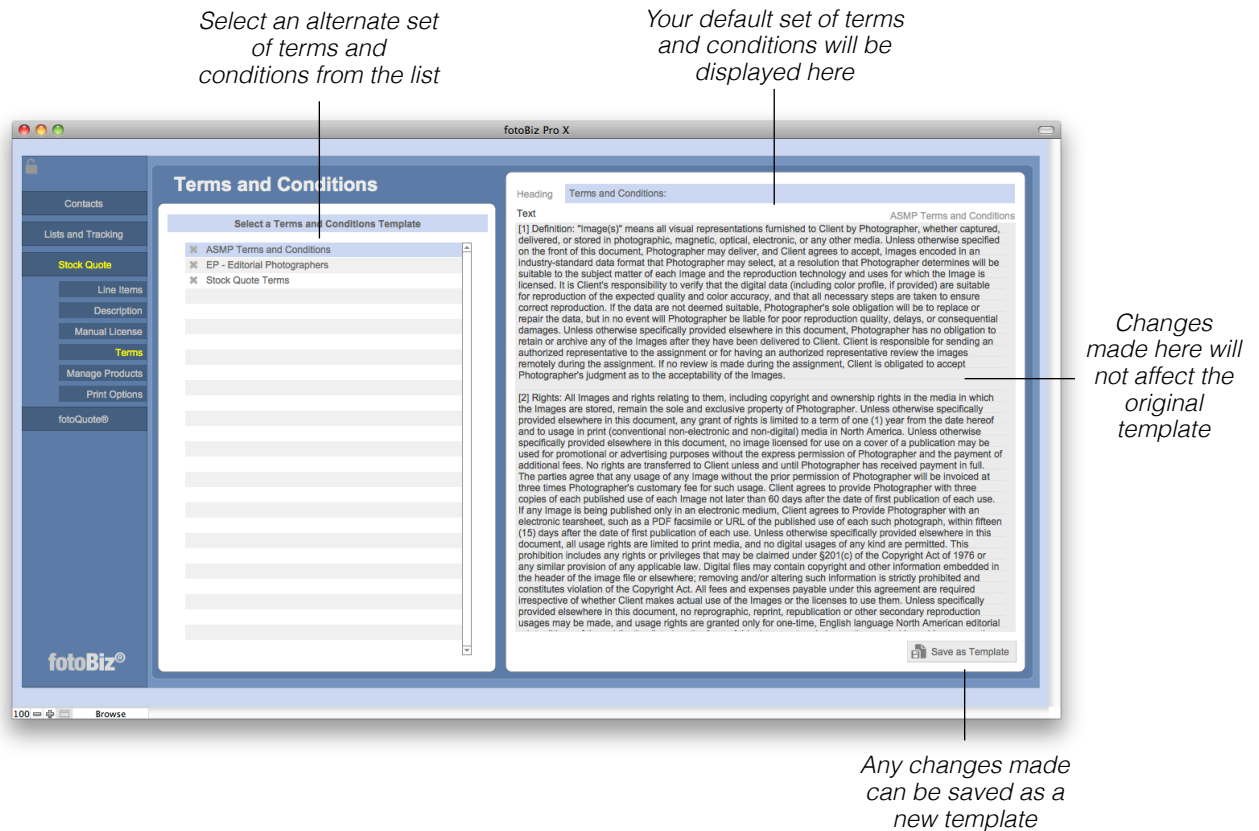 Select an alternate set
of terms and
conditions from the list
Your default set of terms
and conditions will be
displayed here
fotoBiz Pro X
Contacts
Lists and Tracking
Stock Quote
Line Items
Description
Manual License
Terms
Manage Products
Print Options
fotoQuote®
fotoBiz®
Terms and Conditions
Select a Terms and Conditions Template
ASMP Terms and Conditions
EP - Editorial Photographers
Stock Quote Terms
Heading Terms and Conditions:
Text ASMP Terms and Conditions
[1] Definition: "Image(s)" means all visual representations furnished to Client by Photographer, whether captured,
delivered, or stored in photographic, magnetic, optical, electronic, or any other media. Unless otherwise specified
on the front of this document, Photographer may deliver, and Client agrees to accept, Images encoded in an
industry-standard data format that Photographer may select, at a resolution that Photographer determines will be
suitable to the subject matter of each Image and the reproduction technology and uses for which the Image is
licensed. It is Client's responsibility to verify that the digital data (including color profile, if provided) are suitable
for reproduction of the expected quality and color accuracy, and that all necessary steps are taken to ensure
correct reproduction. If the data are not deemed suitable, Photographer's sole obligation will be to replace or
repair the data, but in no event will Photographer be liable for poor reproduction quality, delays, or consequential
damages. Unless otherwise specifically provided elsewhere in this document, Photographer has no obligation to
retain or archive any of the Images after they have been delivered to Client. Client is responsible for sending an
authorized representative to the assignment or for having an authorized representative review the images
remotely during the assignment. If no review is made during the assignment, Client is obligated to accept
Photographer's judgment as to the acceptability of the Images.
[2] Rights: All Images and rights relating to them, including copyright and ownership rights in the media in which
the Images are stored, remain the sole and exclusive property of Photographer. Unless otherwise specifically
provided elsewhere in this document, any grant of rights is limited to a term of one (1) year from the date hereof
and to usage in print (conventional non-electronic and non-digital) media in North America. Unless otherwise
specifically provided elsewhere in this document, no image licensed for use on a cover of a publication may be
used for promotional or advertising purposes without the express permission of Photographer and the payment of
additional fees. No rights are transferred to Client unless and until Photographer has received payment in full.
The parties agree that any usage of any Image without the prior permission of Photographer will be invoiced at
three times Photographer's customary fee for such usage. Client agrees to provide Photographer with three
copies of each published use of each Image not later than 60 days after the date of first publication of each use.
If any Image is being published only in an electronic medium, Client agrees to Provide Photographer with an
electronic tearsheet, such as a PDF facsimile or URL of the published use of each such photograph, within fifteen
(15) days after the date of first publication of each use. Unless otherwise specifically provided elsewhere in this
document, all usage rights are limited to print media, and no digital usages of any kind are permitted. This
prohibition includes any rights or privileges that may be claimed under §201(c) of the Copyright Act of 1976 or
any similar provision of any applicable law. Digital files may contain copyright and other information embedded in
the header of the image file or elsewhere; removing and/or altering such information is strictly prohibited and
constitutes violation of the Copyright Act. All fees and expenses payable under this agreement are required
irrespective of whether Client makes actual use of the Images or the licenses to use them. Unless specifically
provided elsewhere in this document, no reprographic, reprint, republication or other secondary reproduction
usages may be made, and usage rights are granted only for one-time, English language North American editorial
Save as Template
100 Browse
Changes
made here will
not affect the
original
template
Any changes made
can be saved as a
new template